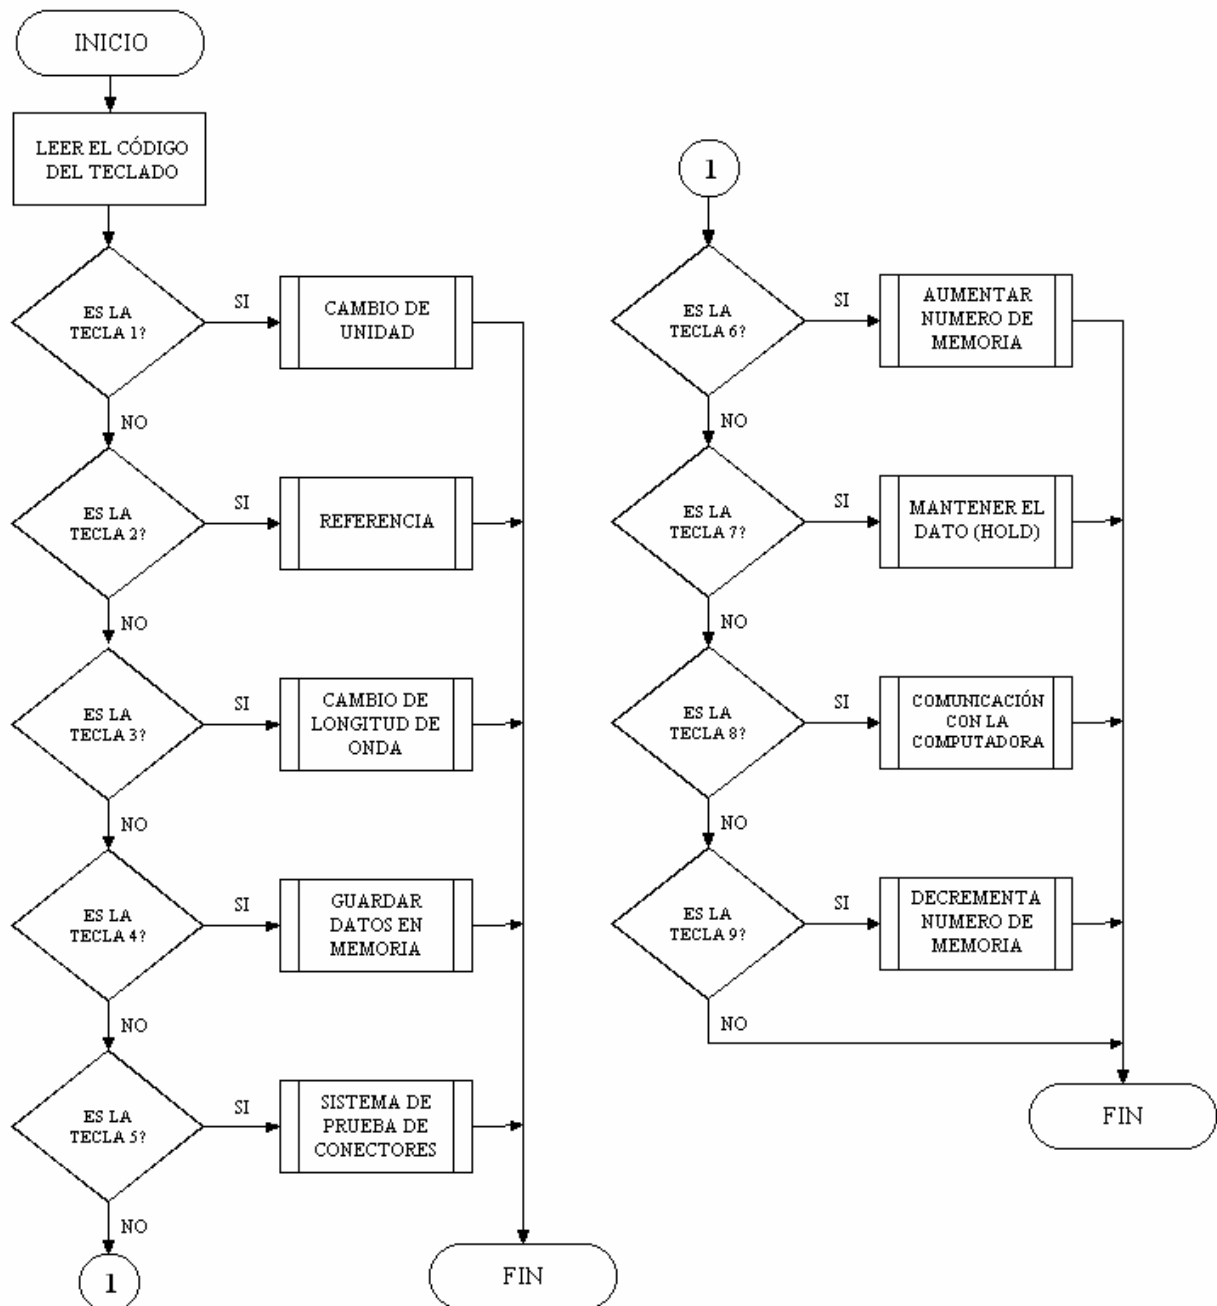 INICIO
LEER EL CÓDIGO
DEL TECLADO
ES LA
TECLA 1?
SI
CAMBIO DE
UNIDAD
NO
ES LA
TECLA 2?
SI
REFERENCIA
NO
ES LA
TECLA 3?
SI
CAMBIO DE
LONGITUD DE
ONDA
NO
ES LA
TECLA 4?
SI
GUARDAR
DATOS EN
MEMORIA
NO
ES LA
TECLA 5?
SI
SISTEMA DE
PRUEBA DE
CONECTORES
NO
1
FIN
1
ES LA
TECLA 6?
SI
AUMENTAR
NUMERO DE
MEMORIA
NO
ES LA
TECLA 7?
SI
MANTENER EL
DATO (HOLD)
NO
ES LA
TECLA 8?
SI
COMUNICACIÓN
CON LA
COMPUTADORA
NO
ES LA
TECLA 9?
SI
DECREMENTA
NUMERO DE
MEMORIA
NO
FIN